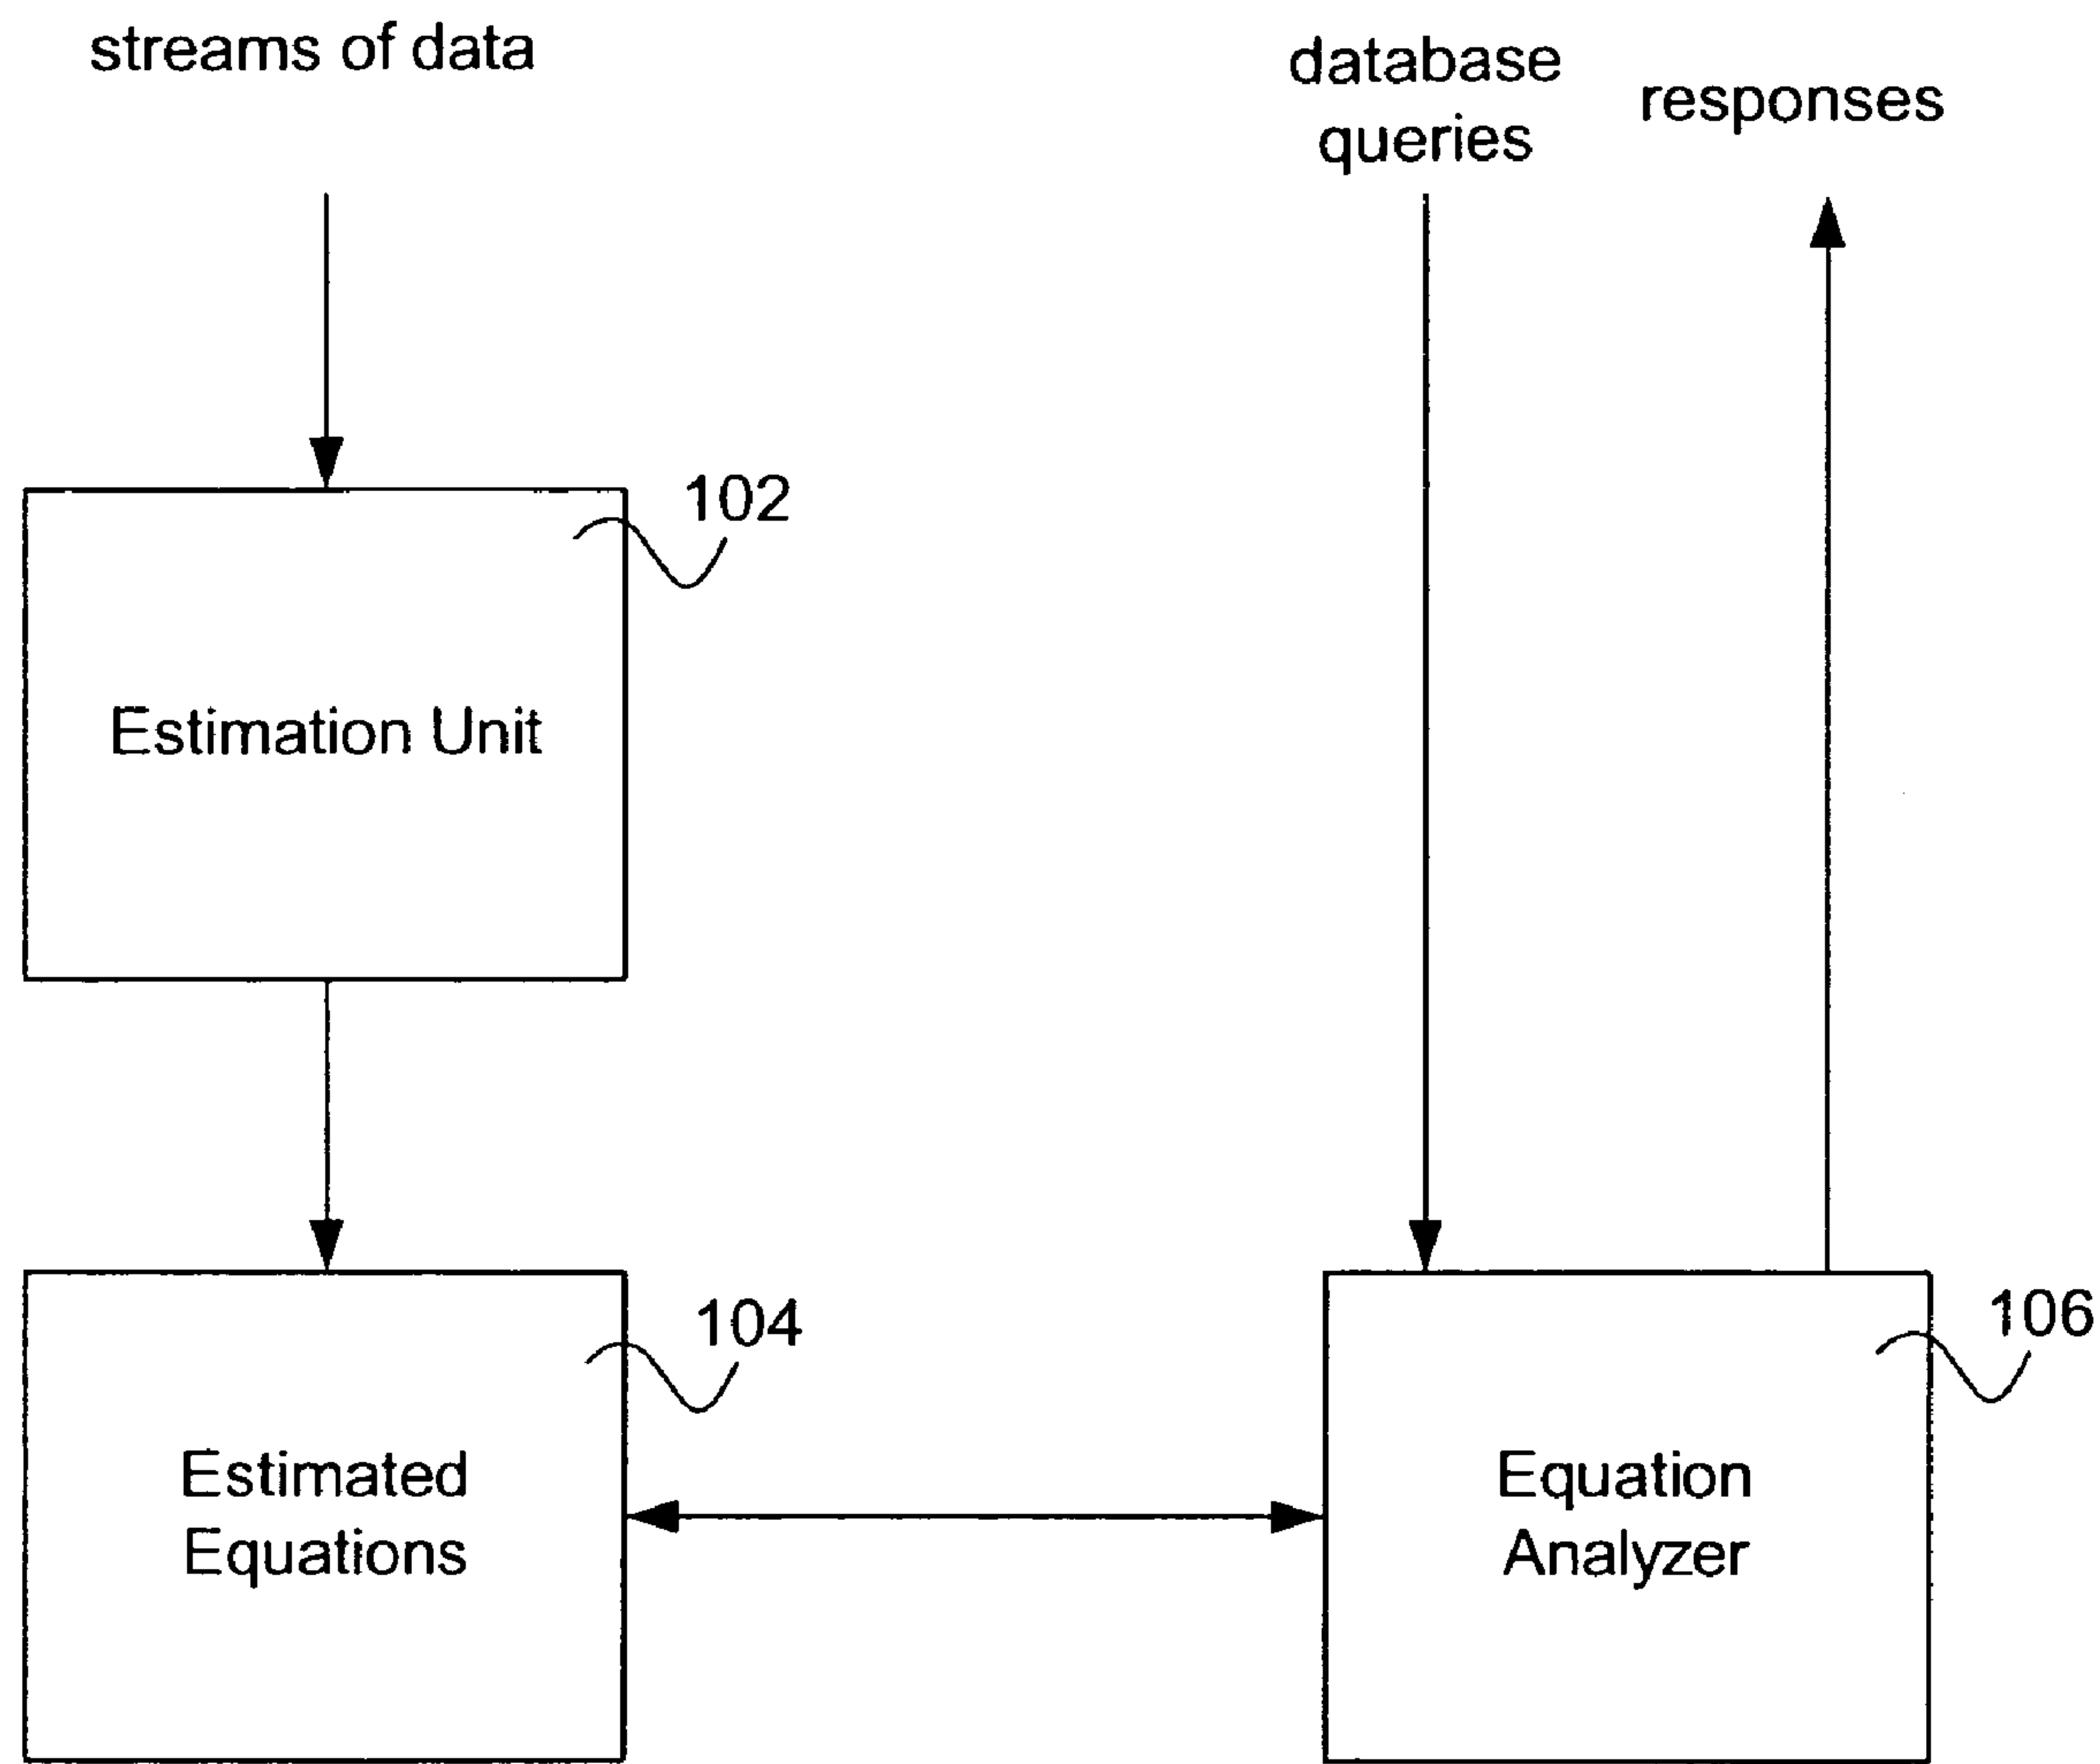 streams of data
database
queries
responses
102
Estimation Unit
104
106
Estimated
Equations
Equation
Analyzer